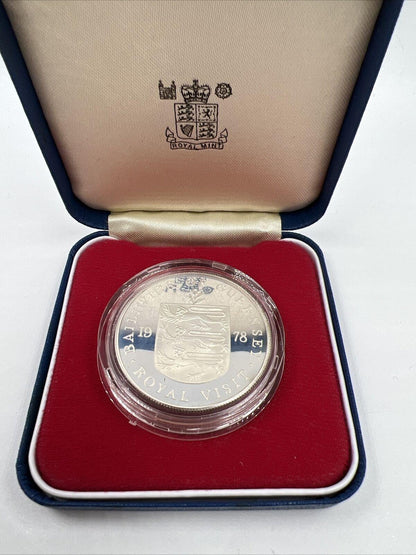 ROYAL MINT
BAILIWICK OF GUERNSEY
19 78
ROYAL VISIT